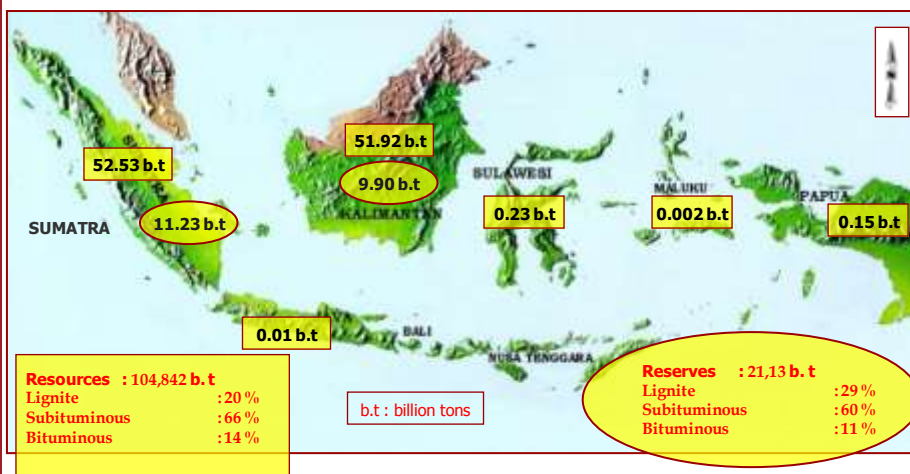 N
52.53 b.t
SUMATRA
11.23 b.t
51.92 b.t
9.90 b.t
KALIMANTAN
SULAWESI
0.23 b.t
MALUKU
0.002 b.t
PAPUA
0.15 b.t
0.01 b.t
BALI
NUSA TENGGARA
Resources : 104,842 b. t
Lignite : 20 %
Subituminous : 66 %
Bituminous : 14 %
b.t : billion tons
Reserves : 21,13 b. t
Lignite : 29 %
Subituminous : 60 %
Bituminous : 11 %